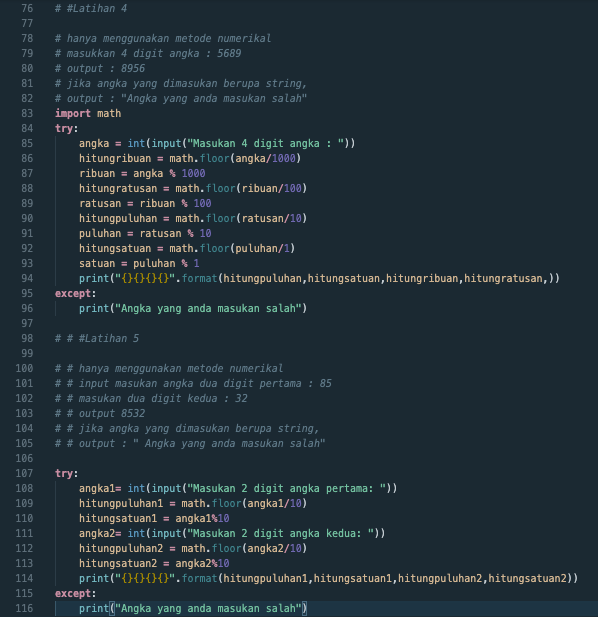 76 # #Latihan 4
77
78 # hanya menggunakan metode numerikal
79 # masukkan 4 digit angka : 5689
80 # output : 8956
81 # jika angka yang dimasukan berupa string,
82 # output : "Angka yang anda masukan salah"
83 import math
84 try:
85     angka = int(input("Masukan 4 digit angka : "))
86     hitungribuan = math.floor(angka/1000)
87     ribuan = angka % 1000
88     hitungratusan = math.floor(ribuan/100)
89     ratusan = ribuan % 100
90     hitungpuluhan = math.floor(ratusan/10)
91     puluhan = ratusan % 10
92     hitungsatuan = math.floor(puluhan/1)
93     satuan = puluhan % 1
94     print("{}{}{}{}".format(hitungpuluhan,hitungsatuan,hitungribuan,hitungratusan,))
95 except:
96     print("Angka yang anda masukan salah")
97
98 # # #Latihan 5
99
100 # # hanya menggunakan metode numerikal
101 # # input masukan angka dua digit pertama : 85
102 # # masukan dua digit kedua : 32
103 # # output 8532
104 # # jika angka yang dimasukan berupa string,
105 # # output : " Angka yang anda masukan salah"
106
107 try:
108     angka1= int(input("Masukan 2 digit angka pertama: "))
109     hitungpuluhan1 = math.floor(angka1/10)
110     hitungsatuan1 = angka1%10
111     angka2= int(input("Masukan 2 digit angka kedua: "))
112     hitungpuluhan2 = math.floor(angka2/10)
113     hitungsatuan2 = angka2%10
114     print("{}{}{}{}".format(hitungpuluhan1,hitungsatuan1,hitungpuluhan2,hitungsatuan2))
115 except:
116     print("Angka yang anda masukan salah")